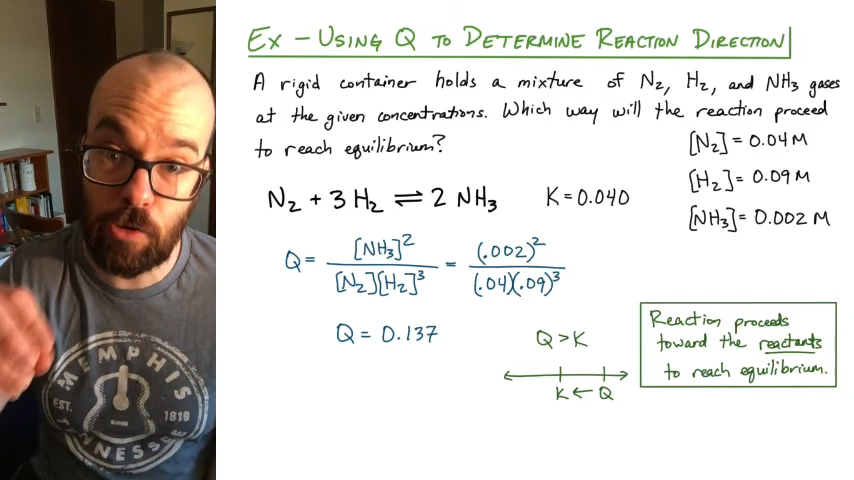 Ex – Using Q to Determine Reaction Direction
A rigid container holds a mixture of N₂, H₂, and NH₃ gases
at the given concentrations. Which way will the reaction proceed
to reach equilibrium?
[N₂] = 0.04 M
[H₂] = 0.09 M
[NH₃] = 0.002 M
N₂ + 3 H₂ ⇌ 2 NH₃
K = 0.040
Q = [NH₃]² / [N₂][H₂]³ = (.002)² / (.04)(.09)³
Q = 0.137
Q > K
K ← Q
Reaction proceeds
toward the reactants
to reach equilibrium.
MEMPHIS
EST.
1819
TENNESSEE